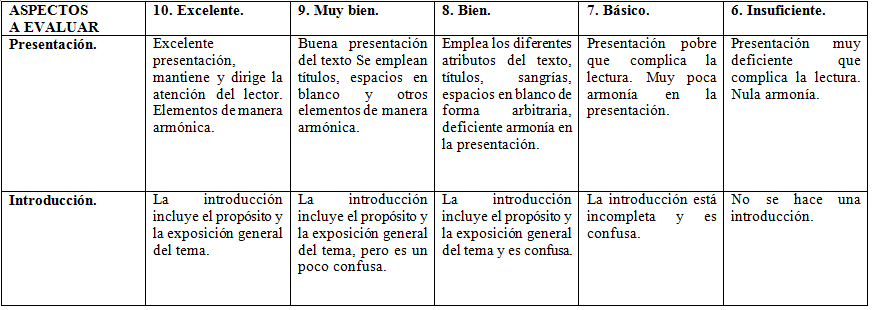 ASPECTOS
A EVALUAR
10. Excelente.
9. Muy bien.
8. Bien.
7. Básico.
6. Insuficiente.
Presentación.
Excelente
presentación,
mantiene y dirige la
atención del lector.
Elementos de manera
armónica.
Buena presentación
del texto Se emplean
títulos, espacios en
blanco y otros
elementos de manera
armónica.
Emplea los diferentes
atributos del texto,
títulos, sangrías,
espacios en blanco de
forma arbitraria,
deficiente armonía en
la presentación.
Presentación pobre
que complica la
lectura. Muy poca
armonía en la
presentación.
Presentación muy
deficiente que
complica la lectura.
Nula armonía.
Introducción.
La introducción
incluye el propósito y
la exposición general
del tema.
La introducción
incluye el propósito y
la exposición general
del tema, pero es un
poco confusa.
La introducción
incluye el propósito y
la exposición general
del tema y es confusa.
La introducción está
incompleta y es
confusa.
No se hace una
introducción.